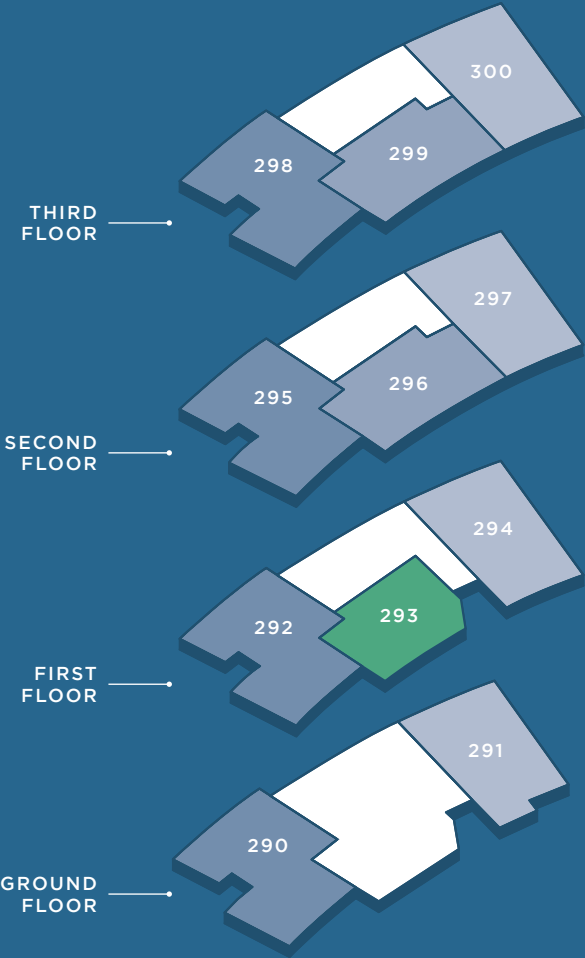 300
299
298
THIRD
FLOOR
297
296
295
SECOND
FLOOR
294
293
292
FIRST
FLOOR
291
290
GROUND
FLOOR